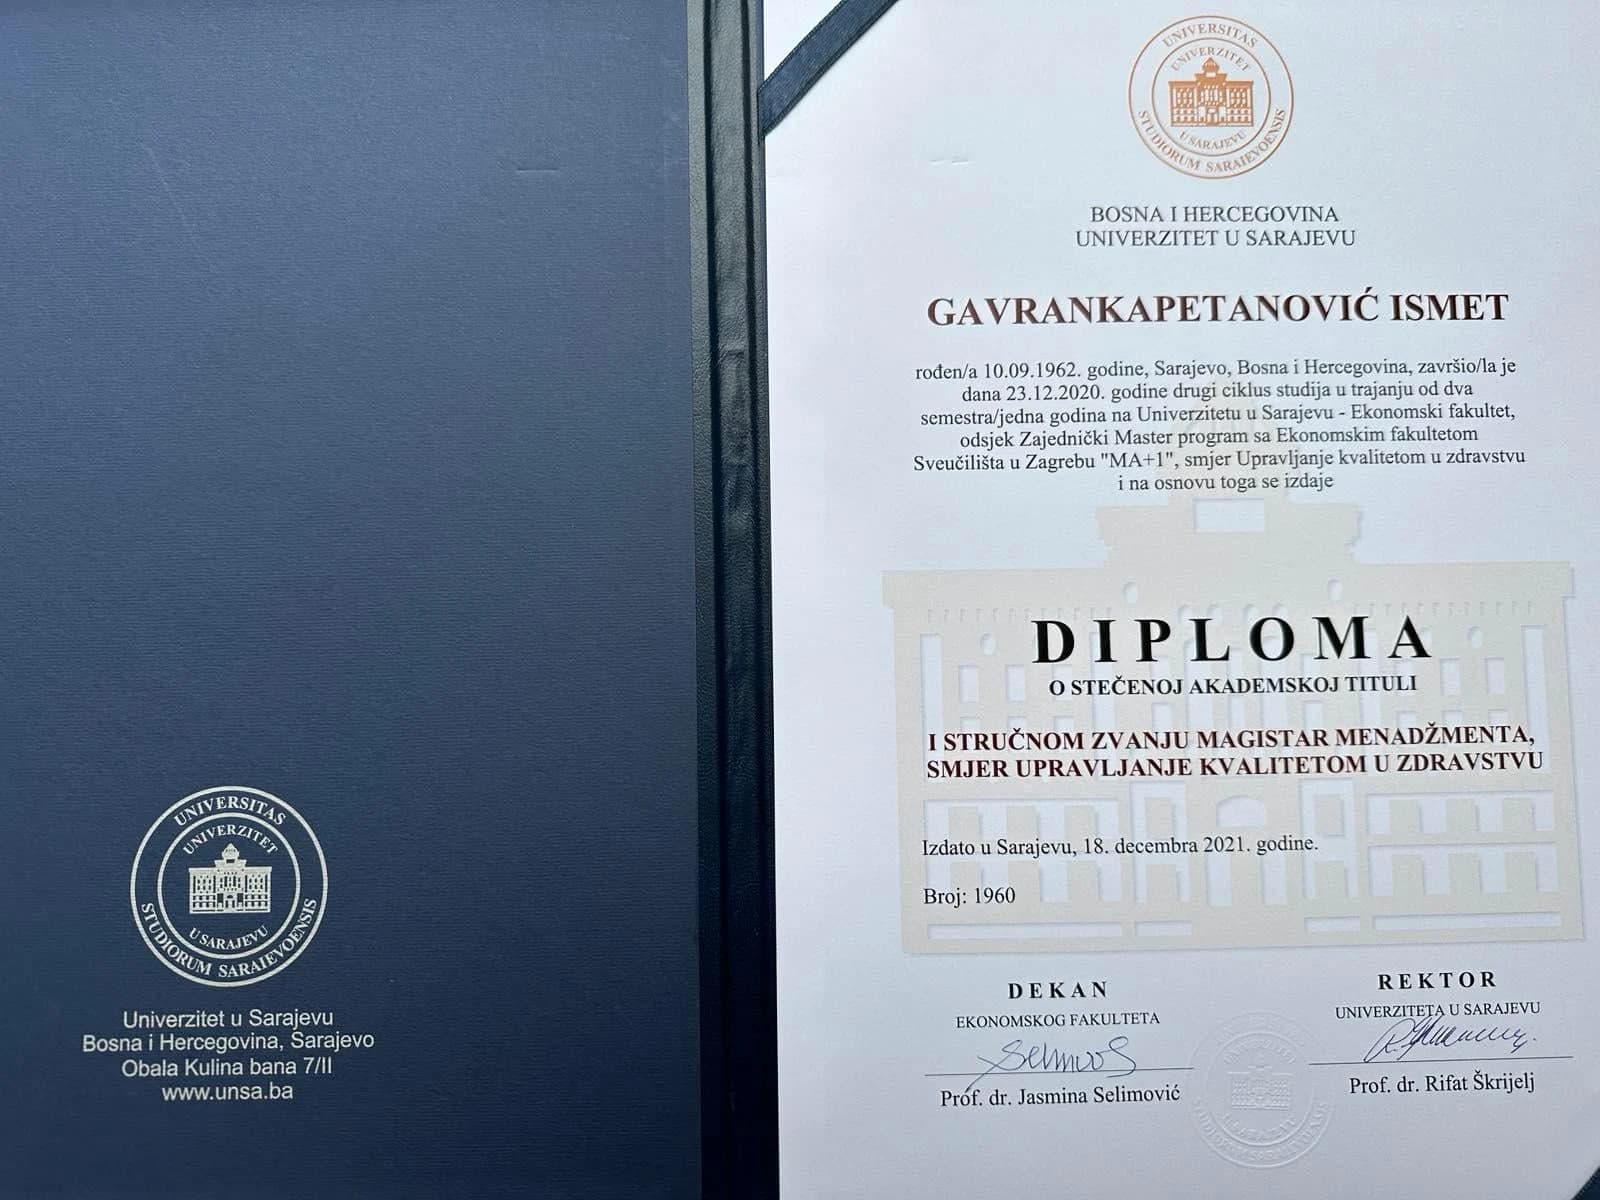 UNIVERSITAS STUDIORUM SARAIEVOENSIS
UNIVERZITET U SARAJEVU
Univerzitet u Sarajevu
Bosna i Hercegovina, Sarajevo
Obala Kulina bana 7/II
www.unsa.ba
UNIVERSITAS STUDIORUM SARAIEVOENSIS
UNIVERZITET U SARAJEVU
BOSNA I HERCEGOVINA
UNIVERZITET U SARAJEVU
GAVRANKAPETANOVIĆ ISMET
rođen/a 10.09.1962. godine, Sarajevo, Bosna i Hercegovina, završio/la je
dana 23.12.2020. godine drugi ciklus studija u trajanju od dva
semestra/jedna godina na Univerzitetu u Sarajevu - Ekonomski fakultet,
odsjek Zajednički Master program sa Ekonomskim fakultetom
Sveučilišta u Zagrebu "MA+1", smjer Upravljanje kvalitetom u zdravstvu
i na osnovu toga se izdaje
DIPLOMA
O STEČENOJ AKADEMSKOJ TITULI
I STRUČNOM ZVANJU MAGISTAR MENADŽMENTA,
SMJER UPRAVLJANJE KVALITETOM U ZDRAVSTVU
Izdato u Sarajevu, 18. decembra 2021. godine.
Broj: 1960
DEKAN
EKONOMSKOG FAKULTETA
Selimović
Prof. dr. Jasmina Selimović
REKTOR
UNIVERZITETA U SARAJEVU
Prof. dr. Rifat Škrijelj